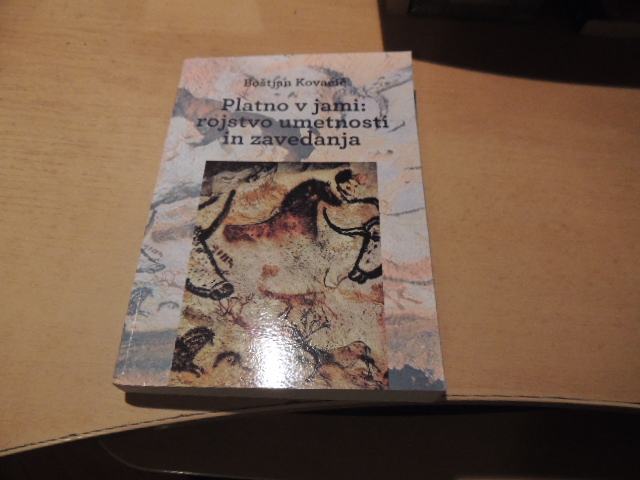 Boštjan Kovačič
Platno v jami:
rojstvo umetnosti
in zavedanja